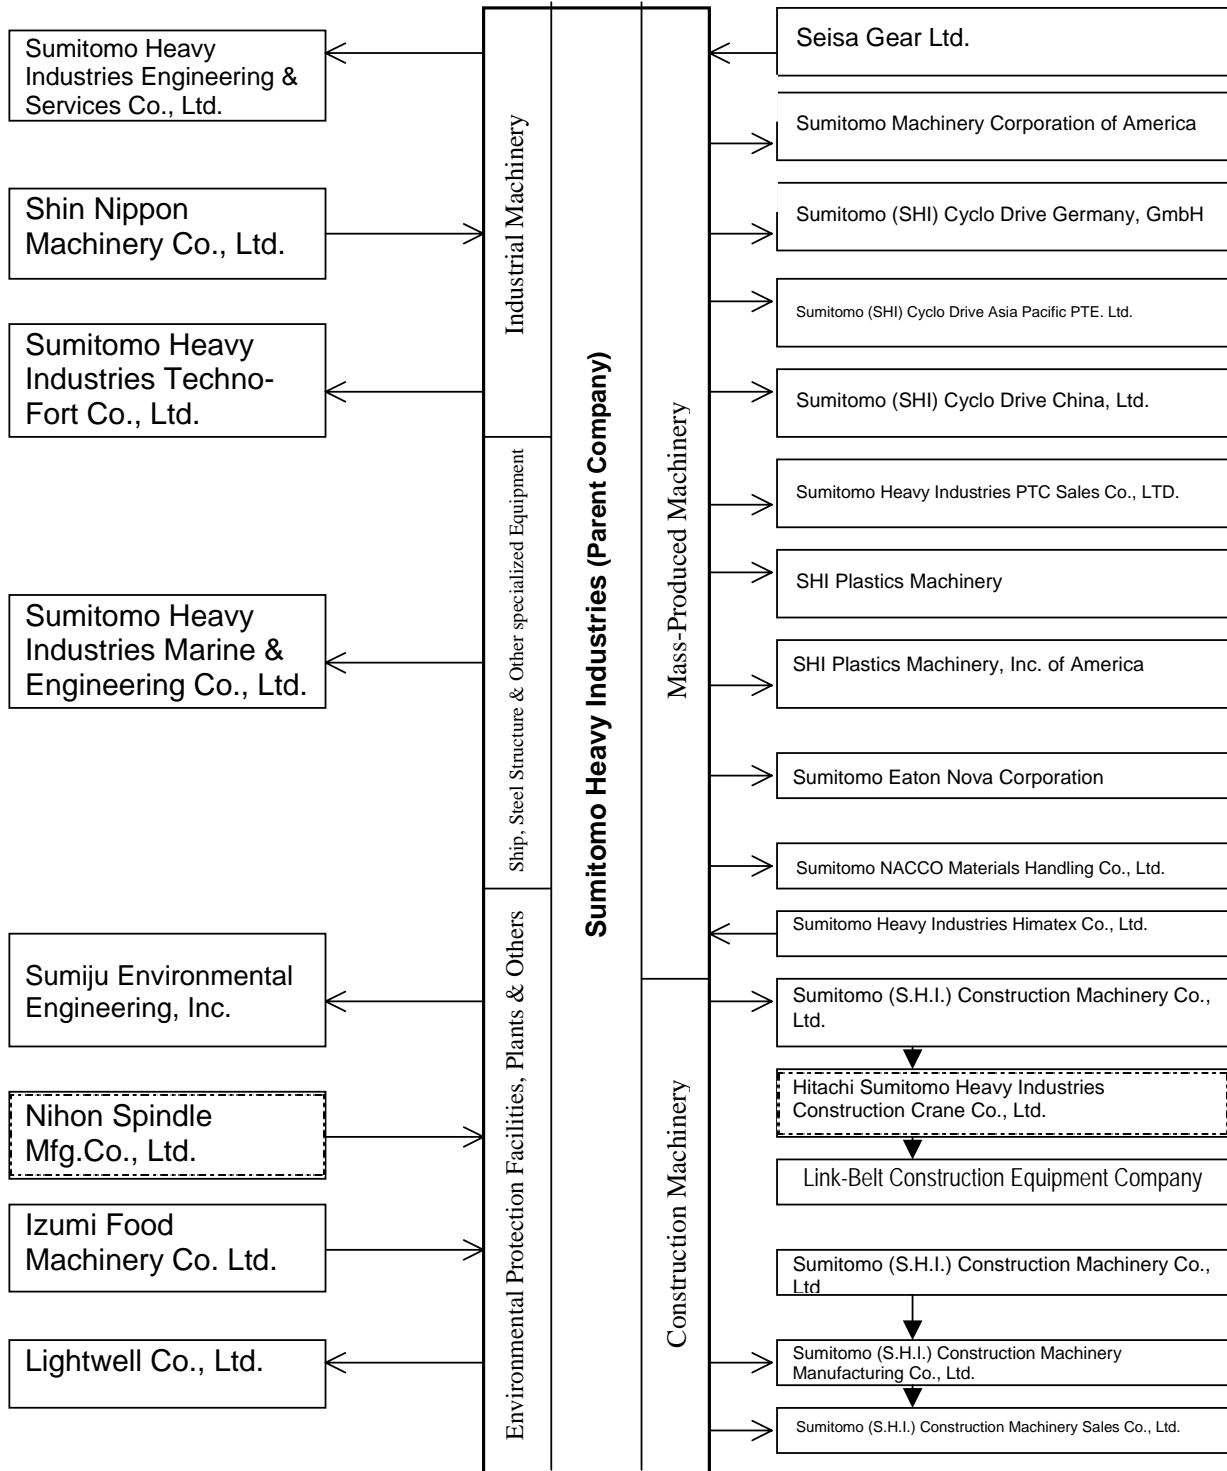 Sumitomo Heavy
Industries Engineering &
Services Co., Ltd.
Shin Nippon
Machinery Co., Ltd.
Sumitomo Heavy
Industries Techno-
Fort Co., Ltd.
Sumitomo Heavy
Industries Marine &
Engineering Co., Ltd.
Sumiju Environmental
Engineering, Inc.
Nihon Spindle
Mfg.Co., Ltd.
Izumi Food
Machinery Co. Ltd.
Lightwell Co., Ltd.
Industrial Machinery
Ship, Steel Structure & Other specialized Equipment
Environmental Protection Facilities, Plants & Others
Sumitomo Heavy Industries (Parent Company)
Mass-Produced Machinery
Construction Machinery
Seisa Gear Ltd.
Sumitomo Machinery Corporation of America
Sumitomo (SHI) Cyclo Drive Germany, GmbH
Sumitomo (SHI) Cyclo Drive Asia Pacific PTE. Ltd.
Sumitomo (SHI) Cyclo Drive China, Ltd.
Sumitomo Heavy Industries PTC Sales Co., LTD.
SHI Plastics Machinery
SHI Plastics Machinery, Inc. of America
Sumitomo Eaton Nova Corporation
Sumitomo NACCO Materials Handling Co., Ltd.
Sumitomo Heavy Industries Himatex Co., Ltd.
Sumitomo (S.H.I.) Construction Machinery Co.,
Ltd.
Hitachi Sumitomo Heavy Industries
Construction Crane Co., Ltd.
Link-Belt Construction Equipment Company
Sumitomo (S.H.I.) Construction Machinery Co.,
Ltd
Sumitomo (S.H.I.) Construction Machinery
Manufacturing Co., Ltd.
Sumitomo (S.H.I.) Construction Machinery Sales Co., Ltd.